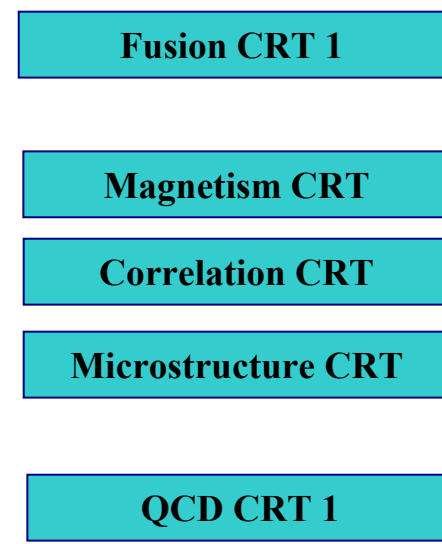 Fusion CRT 1
Magnetism CRT
Correlation CRT
Microstructure CRT
QCD CRT 1